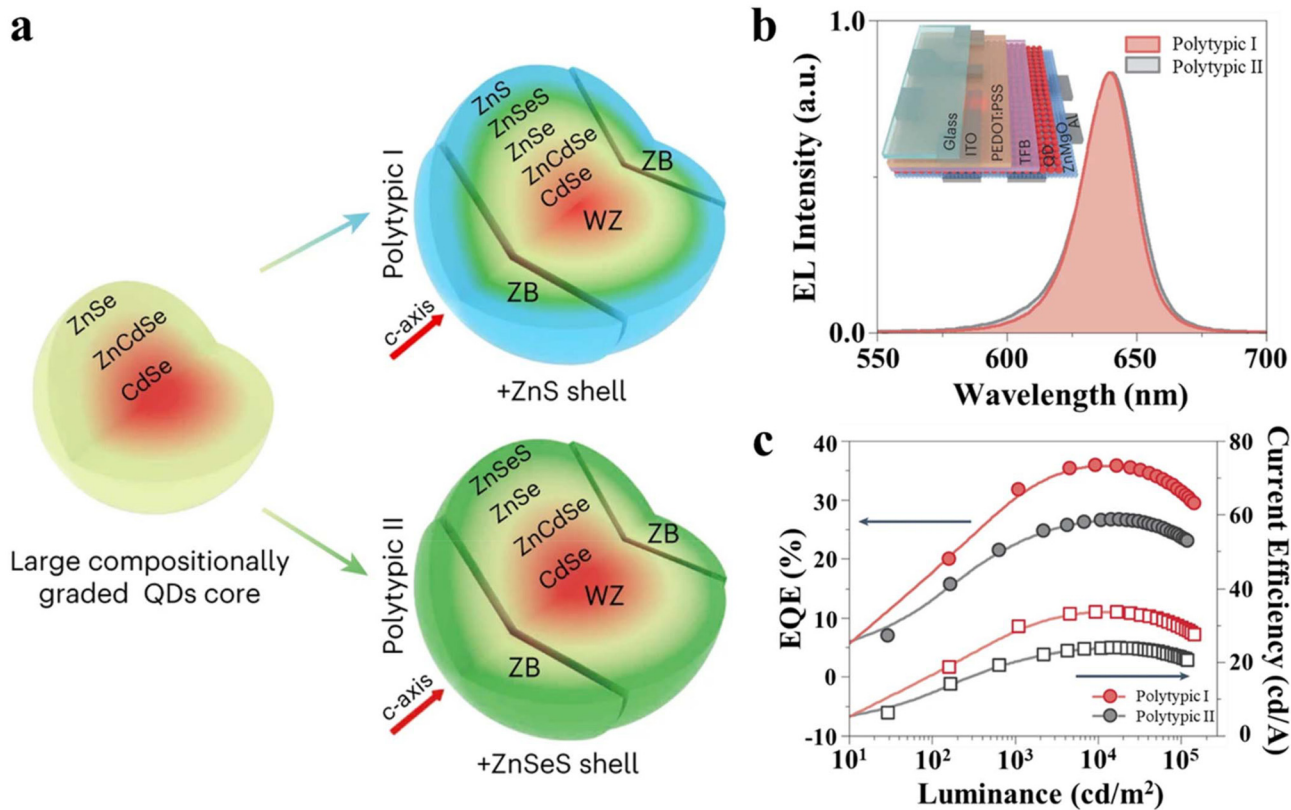 a
ZnSe
ZnCdSe
CdSe
Large compositionally
graded QDs core
Polytypic I
c-axis
ZnS
ZnSeS
ZnSe
ZnCdSe
CdSe
WZ
ZB
ZB
+ZnS shell
Polytypic II
c-axis
ZnSeS
ZnSe
ZnCdSe
CdSe
WZ
ZB
ZB
+ZnSeS shell
b
EL Intensity (a.u.)
1.0
0.0
Glass
ITO
PEDOT:PSS
TFB
QD
ZnMgO
Al
Polytypic I
Polytypic II
550
600
650
700
Wavelength (nm)
c
EQE (%)
40
30
20
10
0
-10
Current Efficiency (cd/A)
80
60
40
20
0
Polytypic I
Polytypic II
10¹
10²
10³
10⁴
10⁵
Luminance (cd/m²)